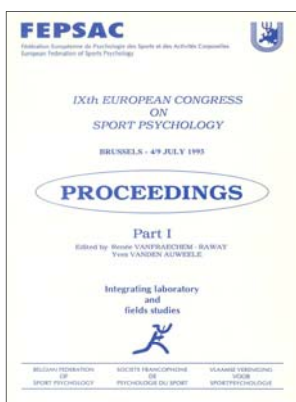 FEPSAC
Fédération Européenne de Psychologie des Sports et des Activités Corporelles
European Federation of Sports Psychology
IXth EUROPEAN CONGRESS
ON
SPORT PSYCHOLOGY
BRUSSELS - 4/9 JULY 1995
PROCEEDINGS
Part I
Edited by Renée VANFRAECHEM - RAWAY
Yves VANDEN AUWEELE
Integrating laboratory
and
fields studies
BELGIAN FEDERATION
OF
SPORT PSYCHOLOGY
SOCIETE FRANCOPHONE
DE
PSYCHOLOGIE DU SPORT
VLAAMSE VERENIGING
VOOR
SPORTPSYCHOLOGIE